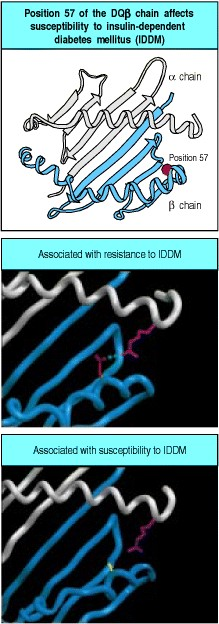 Position 57 of the DQβ chain affects
susceptibility to insulin-dependent
diabetes mellitus (IDDM)
α chain
Position 57
β chain
Associated with resistance to IDDM
Associated with susceptibility to IDDM